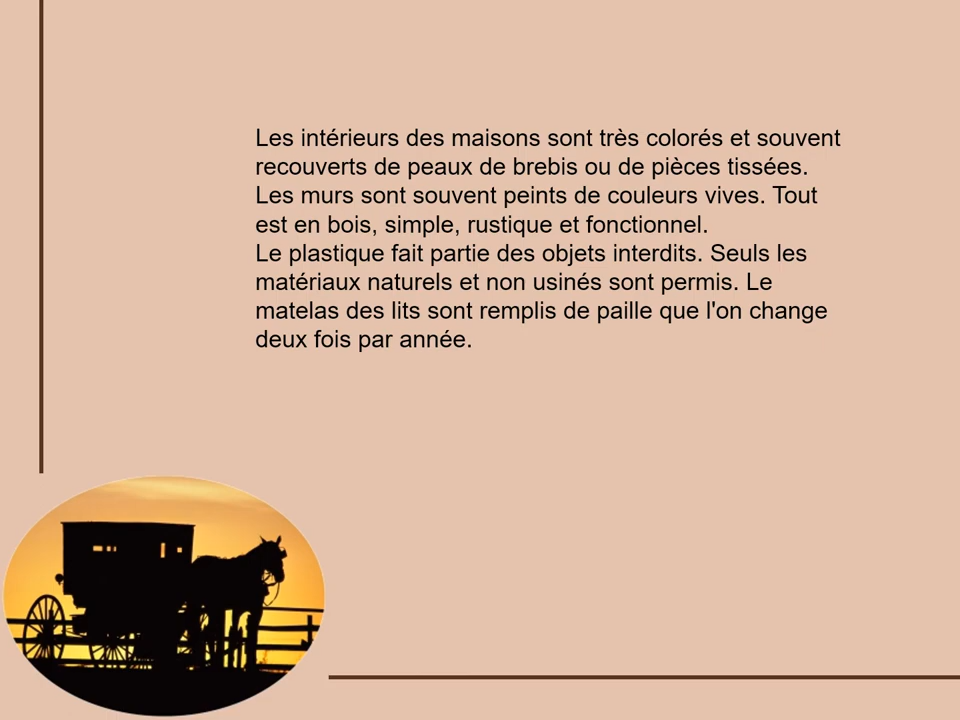 Les intérieurs des maisons sont très colorés et souvent
recouverts de peaux de brebis ou de pièces tissées.
Les murs sont souvent peints de couleurs vives. Tout
est en bois, simple, rustique et fonctionnel.
Le plastique fait partie des objets interdits. Seuls les
matériaux naturels et non usinés sont permis. Le
matelas des lits sont remplis de paille que l'on change
deux fois par année.